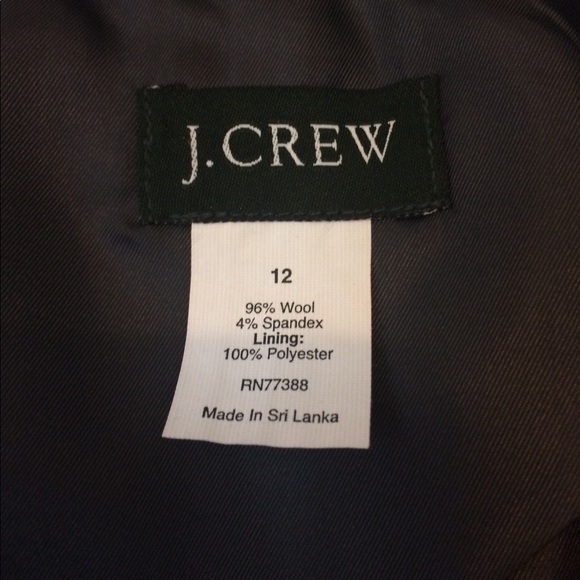 J.CREW
12
96% Wool
4% Spandex
Lining:
100% Polyester
RN77388
Made In Sri Lanka